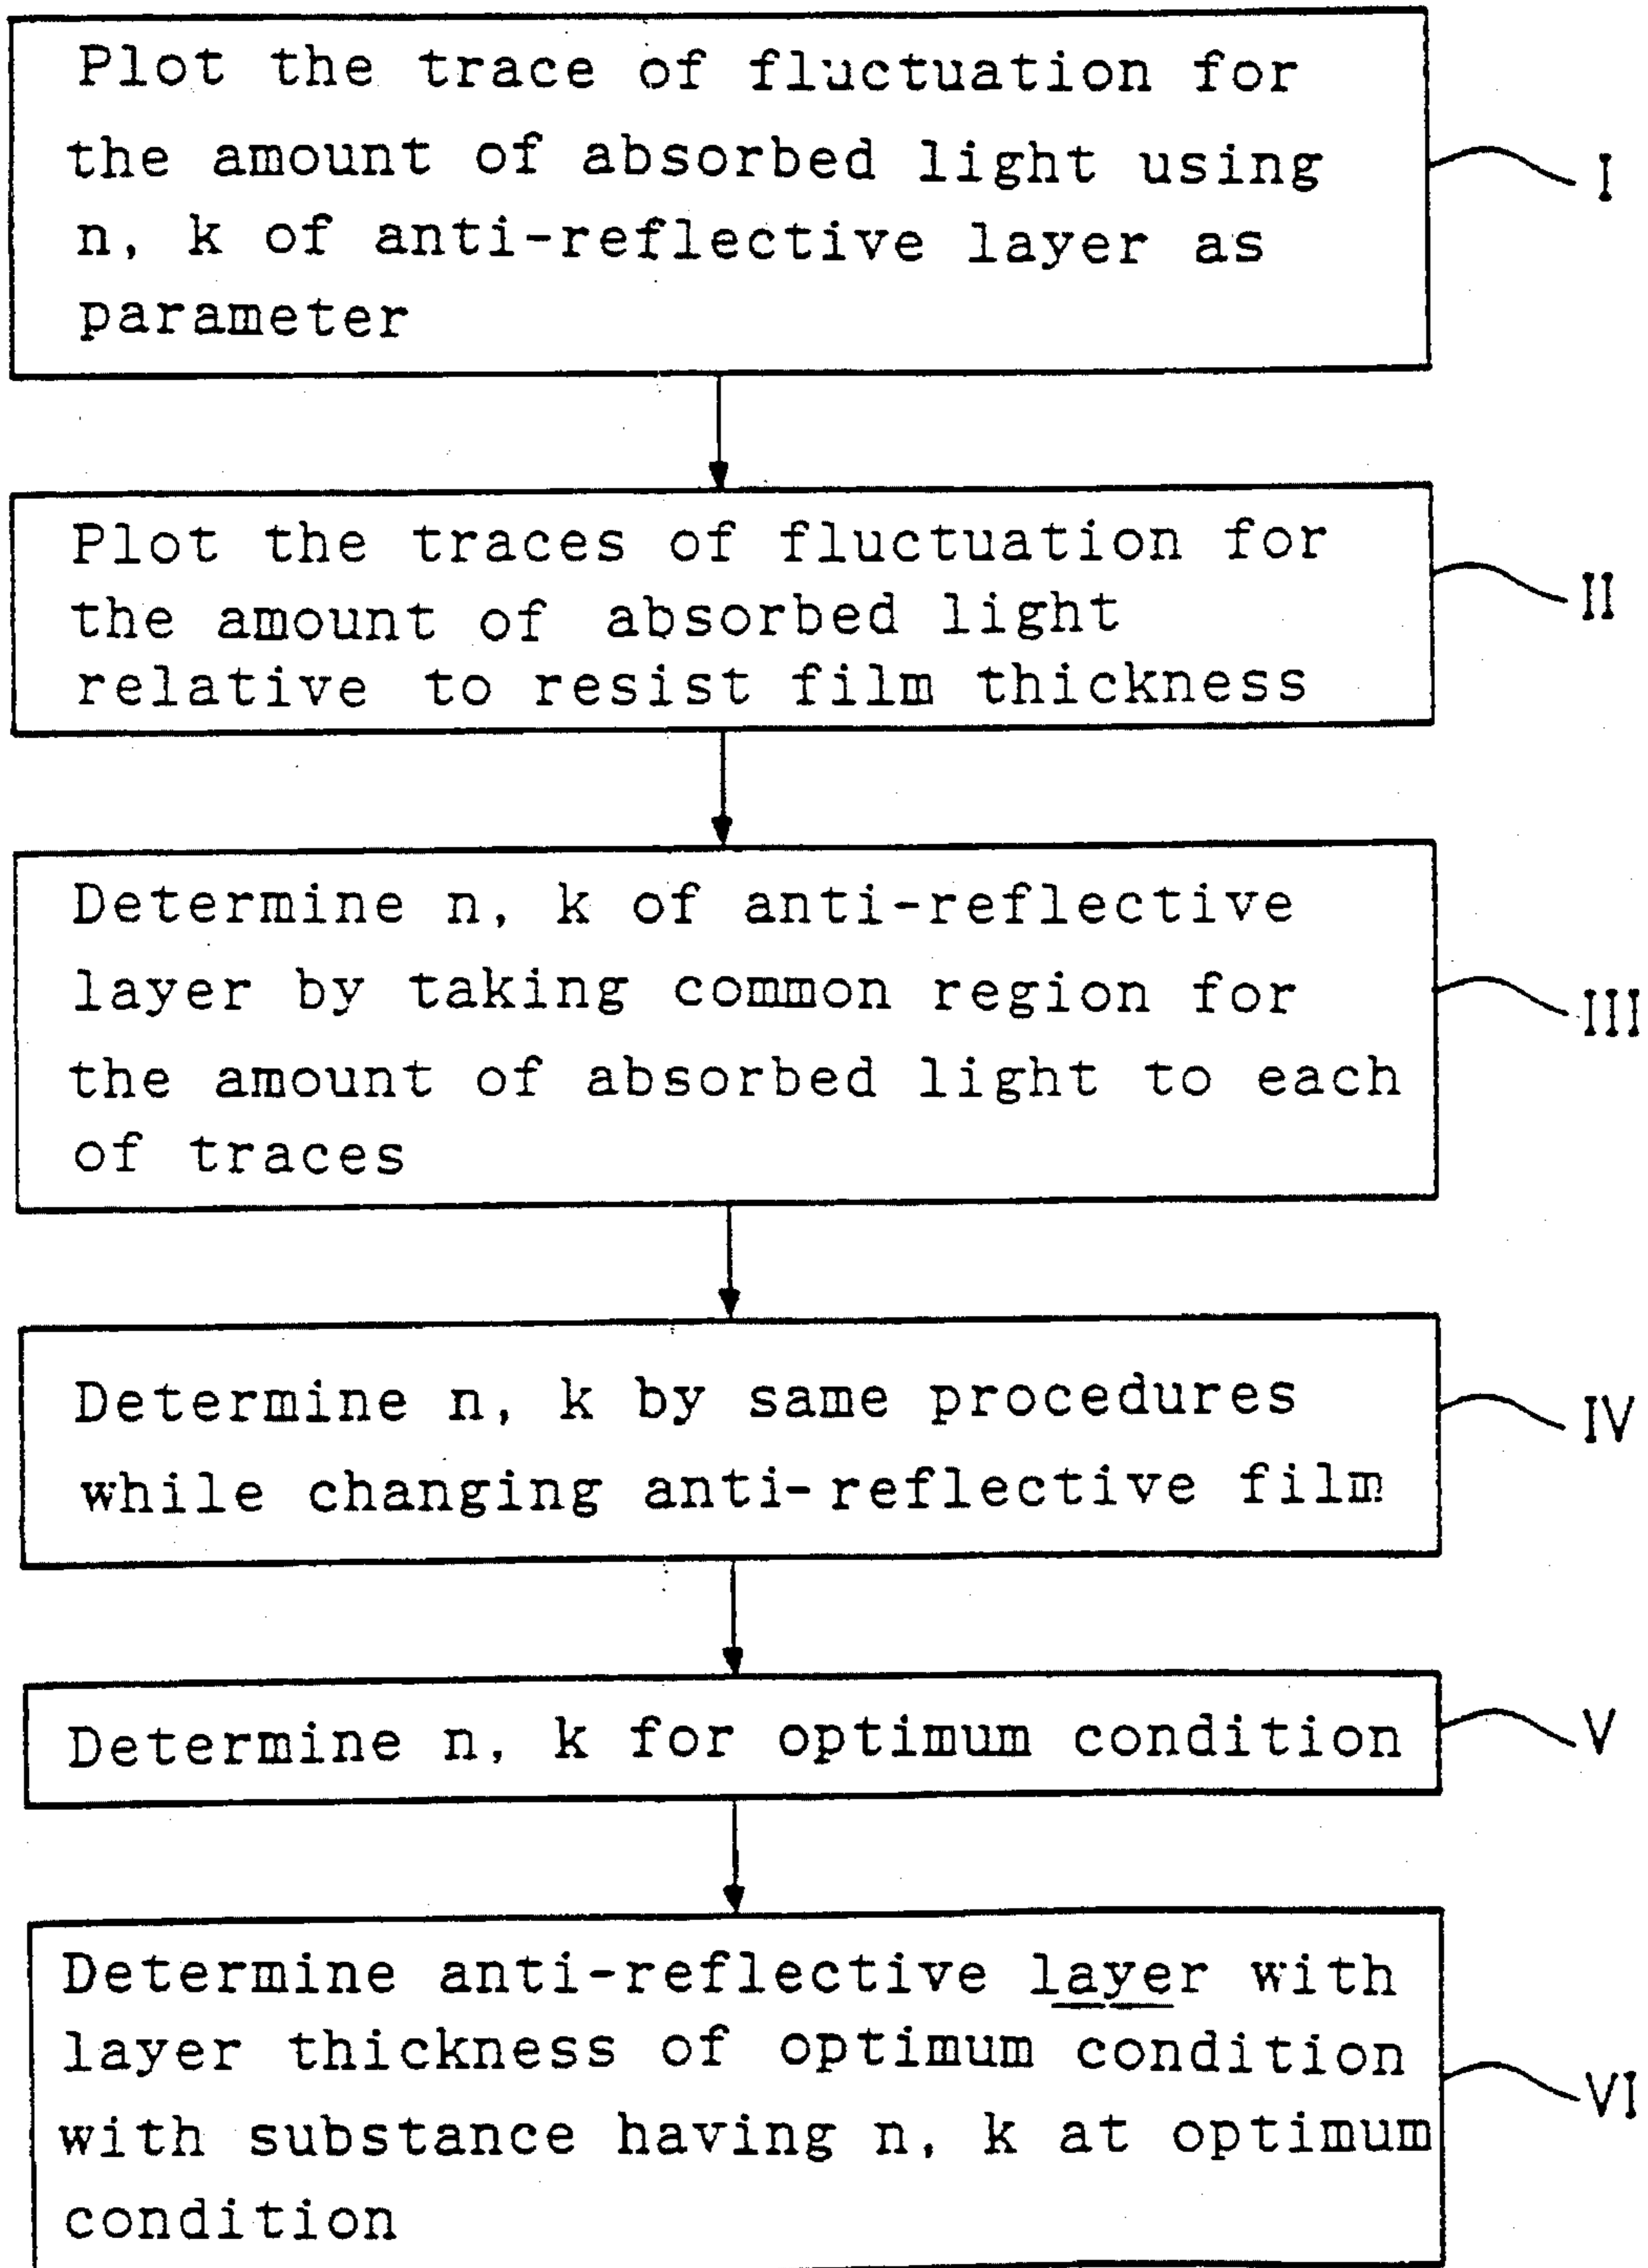 Plot the trace of fluctuation for
the amount of absorbed light using
n, k of anti-reflective layer as
parameter
I
Plot the traces of fluctuation for
the amount of absorbed light
relative to resist film thickness
II
Determine n, k of anti-reflective
layer by taking common region for
the amount of absorbed light to each
of traces
III
Determine n, k by same procedures
while changing anti-reflective film
IV
Determine n, k for optimum condition
V
Determine anti-reflective layer with
layer thickness of optimum condition
with substance having n, k at optimum
condition
VI